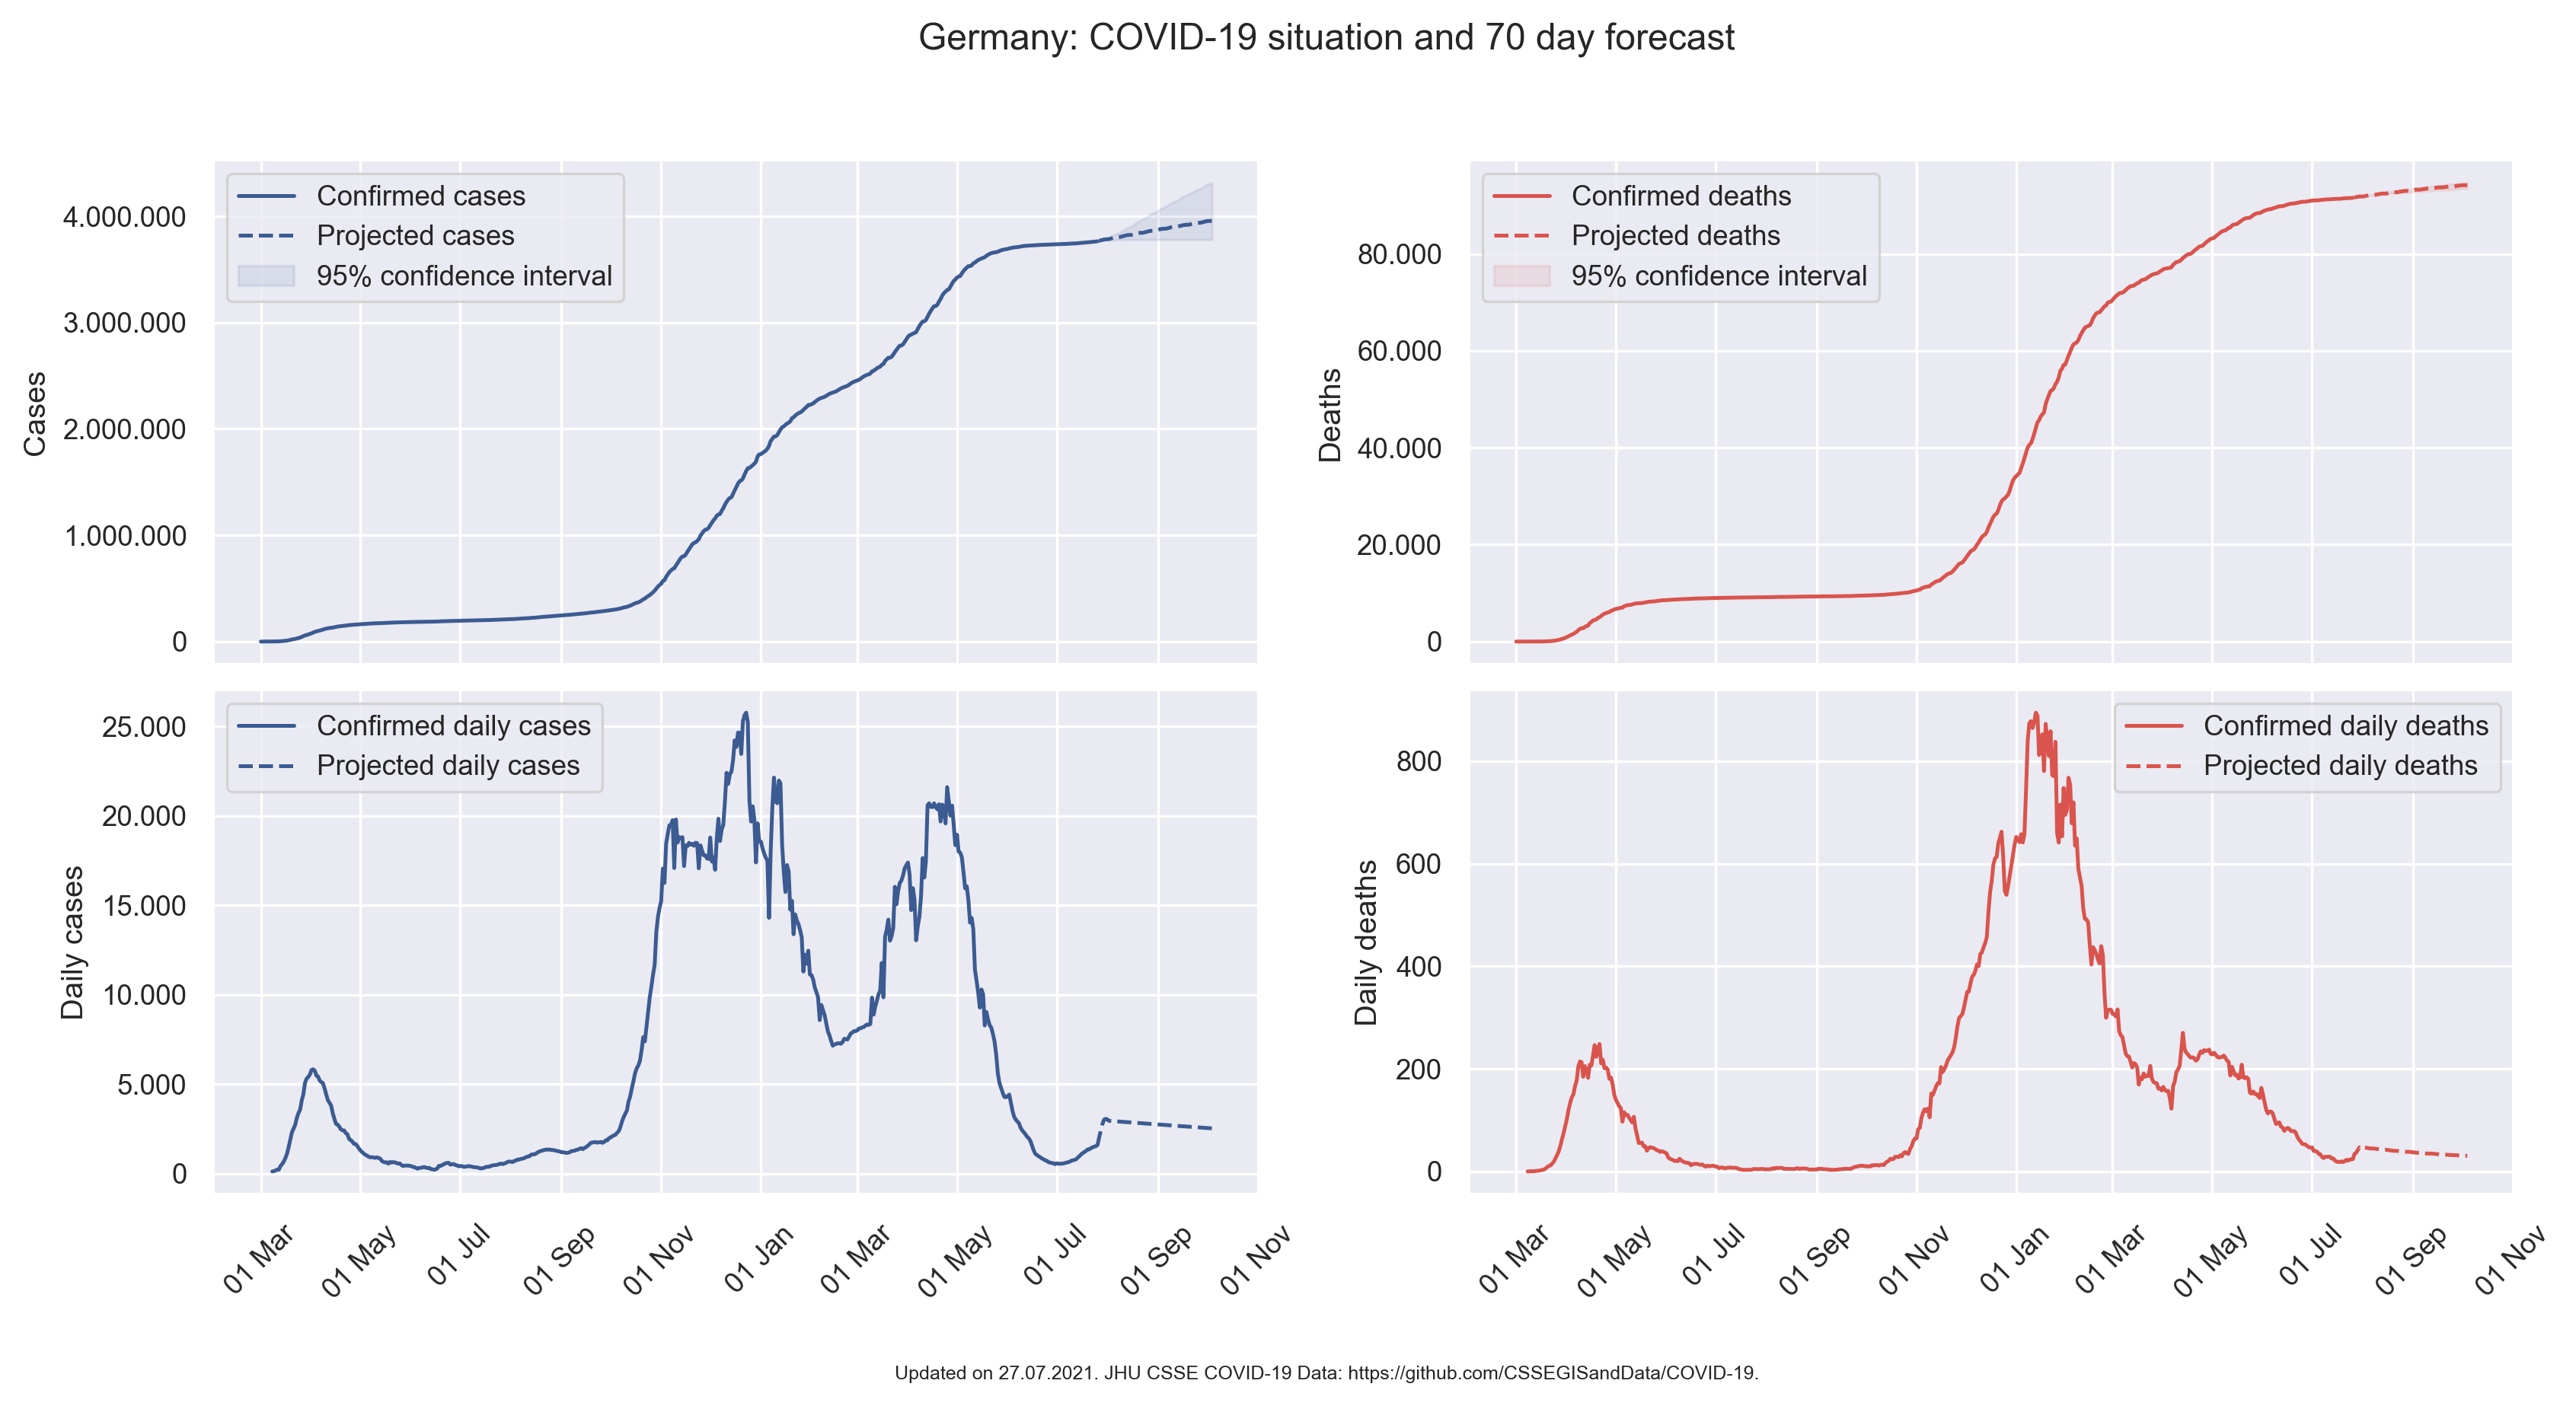 Germany: COVID-19 situation and 70 day forecast
Confirmed cases
Projected cases
95% confidence interval
4.000.000
3.000.000
2.000.000
1.000.000
0
Cases
Confirmed deaths
Projected deaths
95% confidence interval
80.000
60.000
40.000
20.000
0
Deaths
Confirmed daily cases
Projected daily cases
25.000
20.000
15.000
10.000
5.000
0
Daily cases
01 Mar
01 May
01 Jul
01 Sep
01 Nov
01 Jan
01 Mar
01 May
01 Jul
01 Sep
01 Nov
Confirmed daily deaths
Projected daily deaths
800
600
400
200
0
Daily deaths
01 Mar
01 May
01 Jul
01 Sep
01 Nov
01 Jan
01 Mar
01 May
01 Jul
01 Sep
01 Nov
Updated on 27.07.2021. JHU CSSE COVID-19 Data: https://github.com/CSSEGISandData/COVID-19.